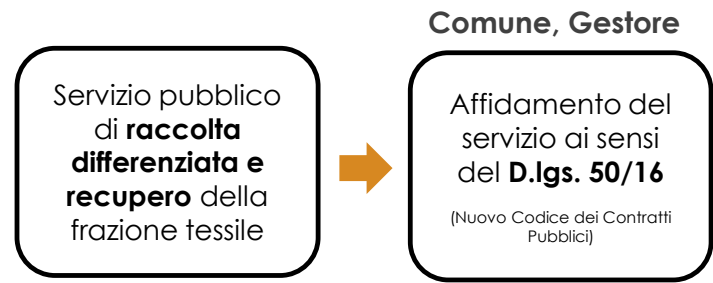 Comune, Gestore
Servizio pubblico
di raccolta
differenziata e
recupero della
frazione tessile
Affidamento del
servizio ai sensi
del D.lgs. 50/16
(Nuovo Codice dei Contratti
Pubblici)